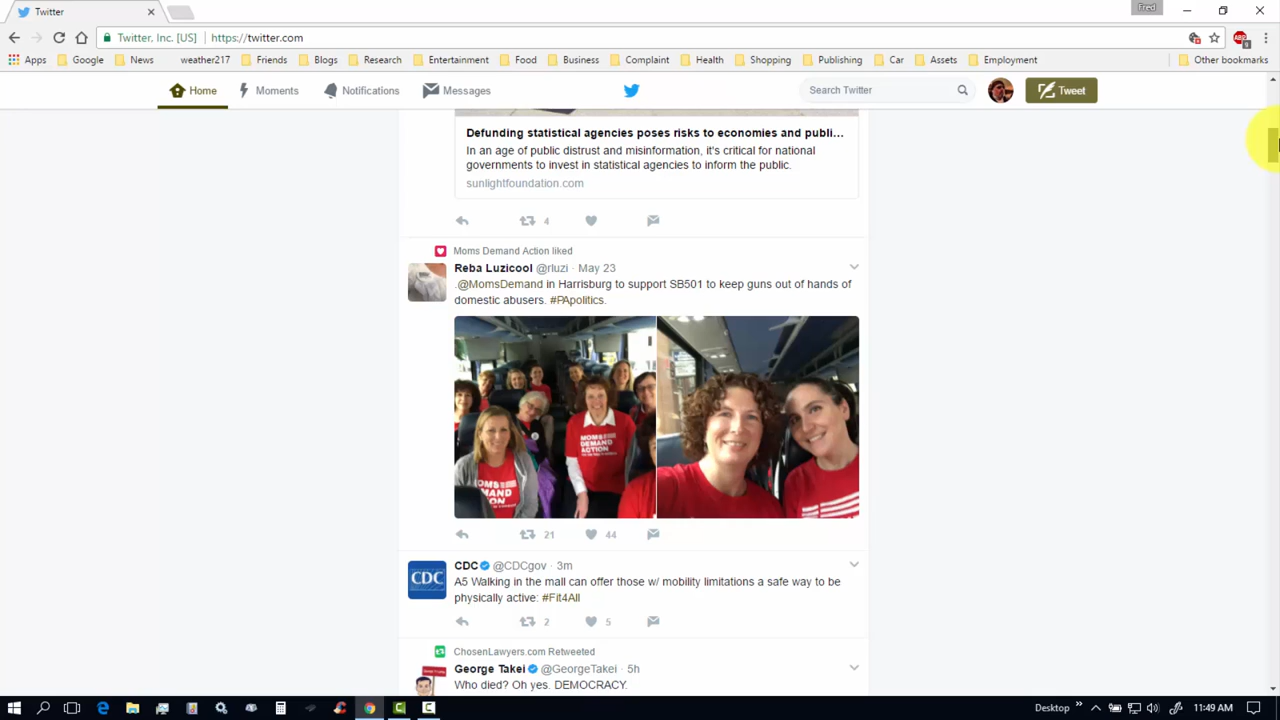 Twitter
Fred
Twitter, Inc. [US] https://twitter.com
ABP
9
Apps Google News weather217 Friends Blogs Research Entertainment Food Business Complaint Health Shopping Publishing Car Assets Employment Other bookmarks
Home Moments Notifications Messages Search Twitter Tweet
Defunding statistical agencies poses risks to economies and publi...
In an age of public distrust and misinformation, it's critical for national
governments to invest in statistical agencies to inform the public.
sunlightfoundation.com
4
Moms Demand Action liked
Reba Luzicool @rluzi · May 23
.@MomsDemand in Harrisburg to support SB501 to keep guns out of hands of
domestic abusers. #PApolitics.
MOMS
DEMAND
ACTION
21 44
CDC @CDCgov · 3m
CDC
A5 Walking in the mall can offer those w/ mobility limitations a safe way to be
physically active: #Fit4All
2 5
ChosenLawyers.com Retweeted
George Takei @GeorgeTakei · 5h
Who died? Oh yes. DEMOCRACY.
Desktop 11:49 AM